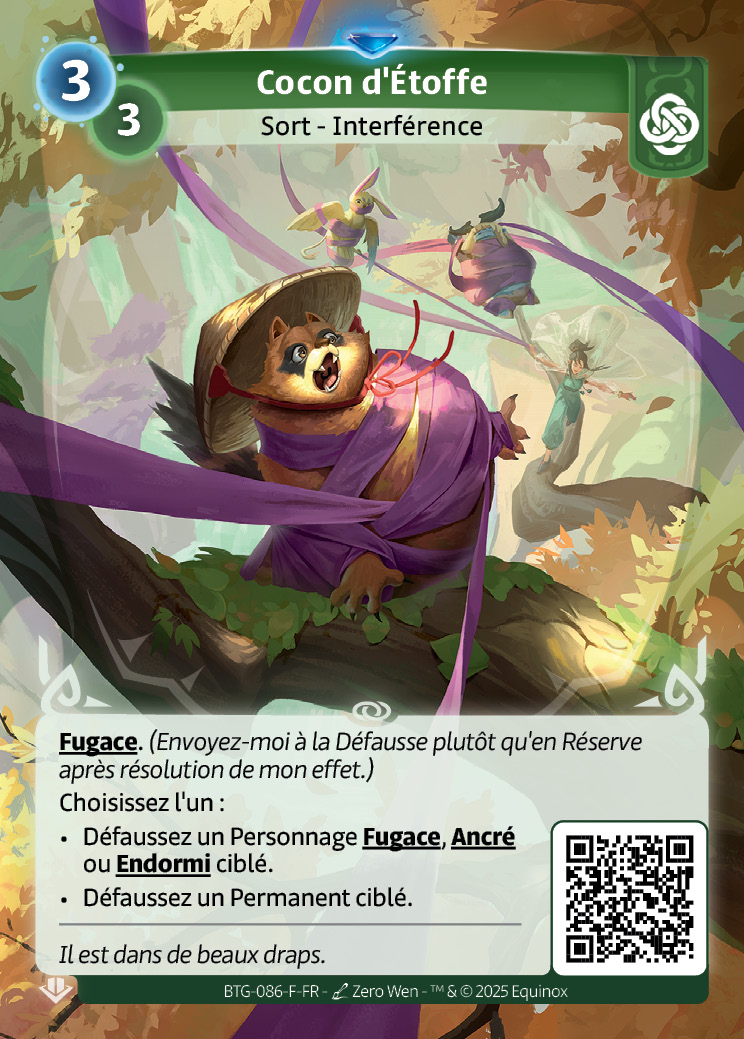 3
Cocon d'Étoffe
3
Sort - Interférence
Fugace. (Envoyez-moi à la Défausse plutôt qu'en Réserve
après résolution de mon effet.)
Choisissez l'un :
• Défaussez un Personnage Fugace, Ancré
ou Endormi ciblé.
• Défaussez un Permanent ciblé.
Il est dans de beaux draps.
BTG-086-F-FR - Zero Wen - ™ & © 2025 Equinox